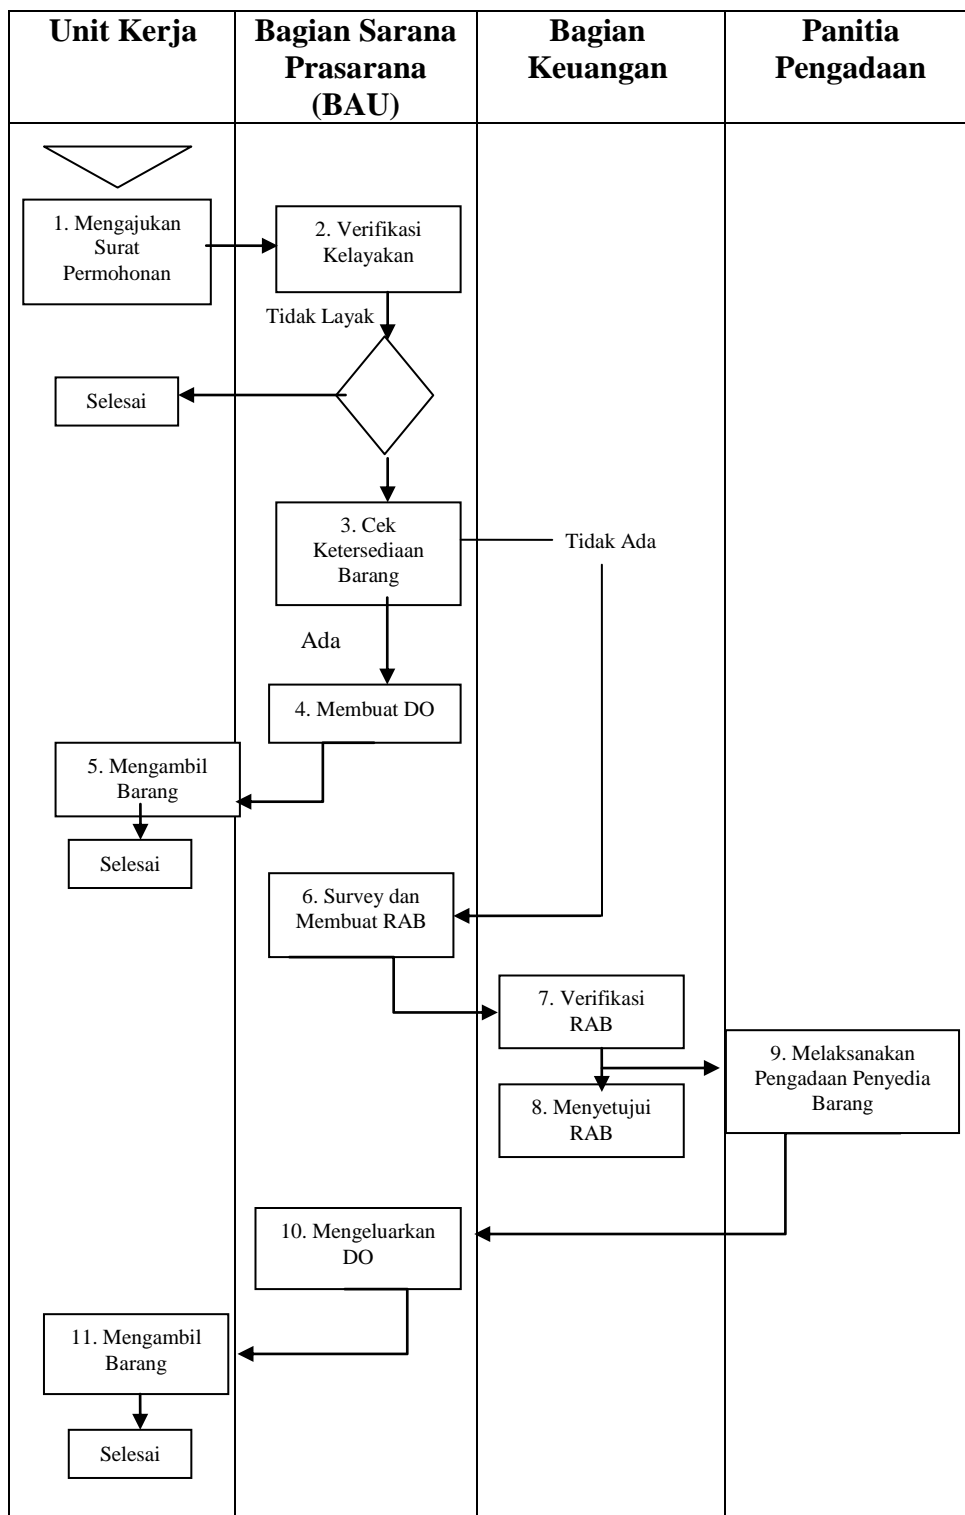 Unit Kerja
Bagian Sarana
Prasarana
(BAU)
Bagian
Keuangan
Panitia
Pengadaan
1. Mengajukan
Surat
Permohonan
2. Verifikasi
Kelayakan
Tidak Layak
Selesai
3. Cek
Ketersediaan
Barang
Tidak Ada
Ada
4. Membuat DO
5. Mengambil
Barang
Selesai
6. Survey dan
Membuat RAB
7. Verifikasi
RAB
8. Menyetujui
RAB
9. Melaksanakan
Pengadaan Penyedia
Barang
10. Mengeluarkan
DO
11. Mengambil
Barang
Selesai